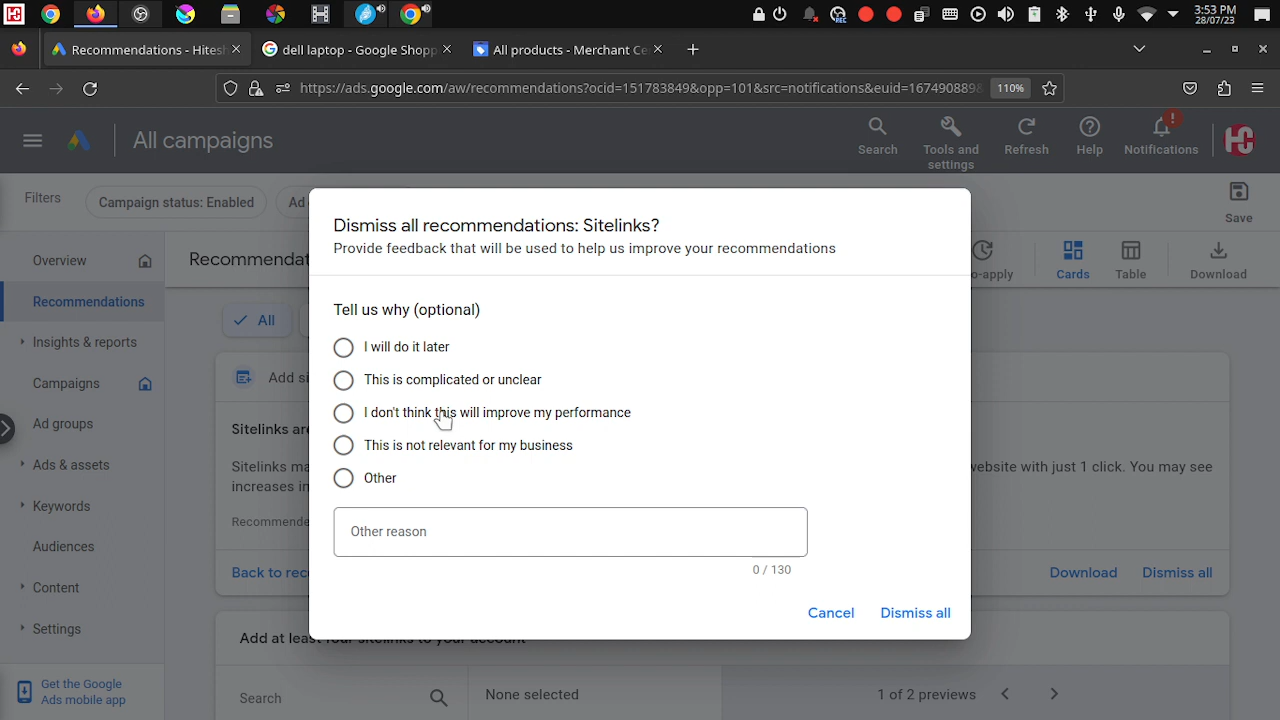 3:53 PM
28/07/23
Recommendations - Hitesh
dell laptop - Google Shopp
All products - Merchant Ce
https://ads.google.com/aw/recommendations?ocid=151783849&opp=101&src=notifications&euid=167490889
110%
All campaigns
Search
Tools and
settings
Refresh
Help
Notifications
Filters
Campaign status: Enabled
Ad
Save
Overview
Recommendations
Insights & reports
Campaigns
Ad groups
Ads & assets
Keywords
Audiences
Content
Settings
Get the Google
Ads mobile app
Recommendat
o-apply
Cards
Table
Download
All
Add si
Sitelinks are
Sitelinks ma
ebsite with just 1 click. You may see
increases in
Recommende
Back to rec
Download
Dismiss all
Dismiss all recommendations: Sitelinks?
Provide feedback that will be used to help us improve your recommendations
Tell us why (optional)
I will do it later
This is complicated or unclear
I don't think this will improve my performance
This is not relevant for my business
Other
Other reason
0 / 130
Cancel
Dismiss all
Add at least four sitelinks to your account
Search
None selected
1 of 2 previews